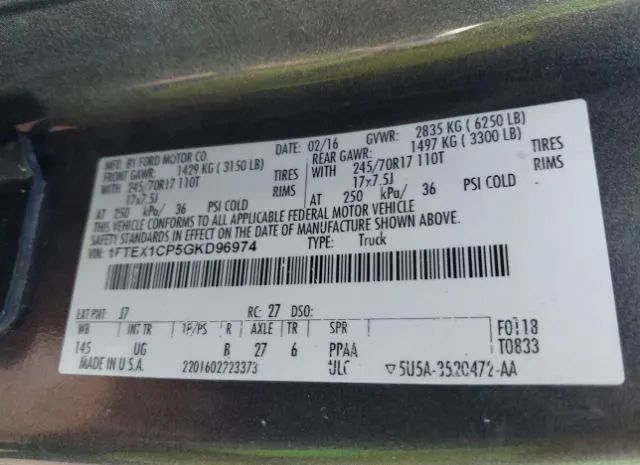 MFD. BY FORD MOTOR CO. DATE: 02/16 GVWR: 2835 KG ( 6250 LB)
FRONT GAWR: 1429 KG ( 3150 LB) REAR GAWR: 1497 KG ( 3300 LB)
WITH 245/70R17 110T TIRES WITH 245/70R17 110T TIRES
17x7.5J RIMS 17x7.5J RIMS
AT 250 kPa/ 36 PSI COLD AT 250 kPa/ 36 PSI COLD
THIS VEHICLE CONFORMS TO ALL APPLICABLE FEDERAL MOTOR VEHICLE
SAFETY STANDARDS IN EFFECT ON THE DATE OF MANUFACTURE SHOWN ABOVE.
VIN: 1FTEX1CP5GKD96974 TYPE: Truck
EXT PNT: J7 RC: 27 DSO:
WB INT TR TP/PS R AXLE TR SPR F0118
145 UG B 27 6 PPAA T0833
MADE IN U.S.A. 2201602223373 ULC ▽5U5A-3520472-AA